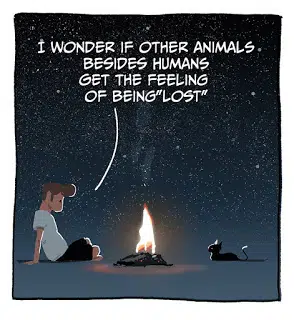 I WONDER IF OTHER ANIMALS
BESIDES HUMANS
GET THE FEELING
OF BEING"LOST"